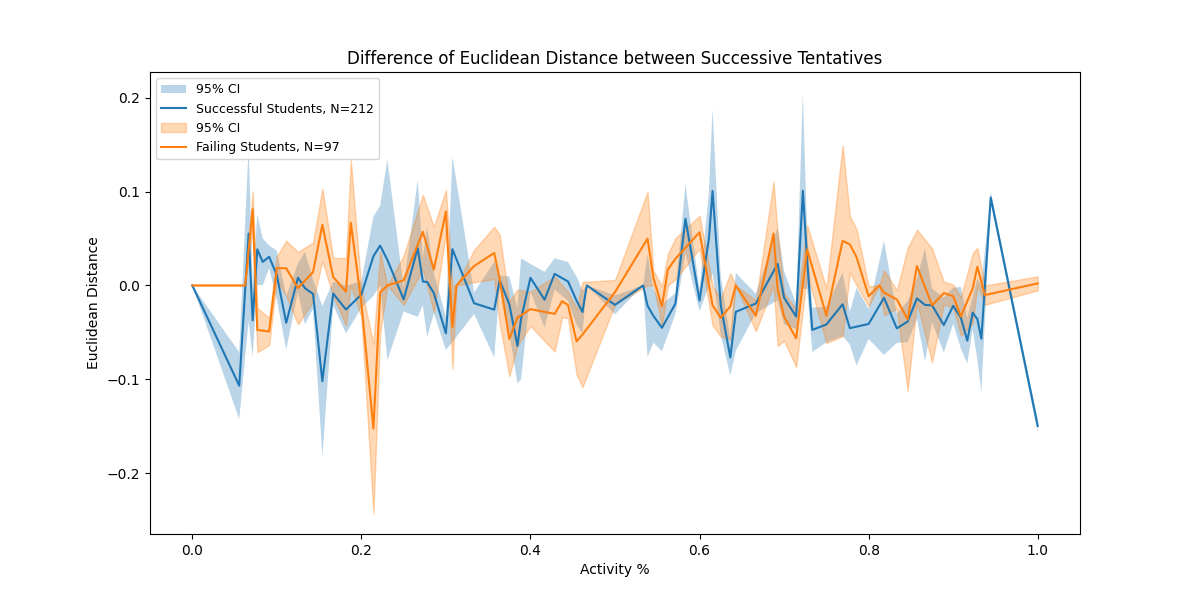 Difference of Euclidean Distance between Successive Tentatives
95% CI
Successful Students, N=212
95% CI
Failing Students, N=97
0.2
0.1
0.0
−0.1
−0.2
Euclidean Distance
0.0 0.2 0.4 0.6 0.8 1.0
Activity %